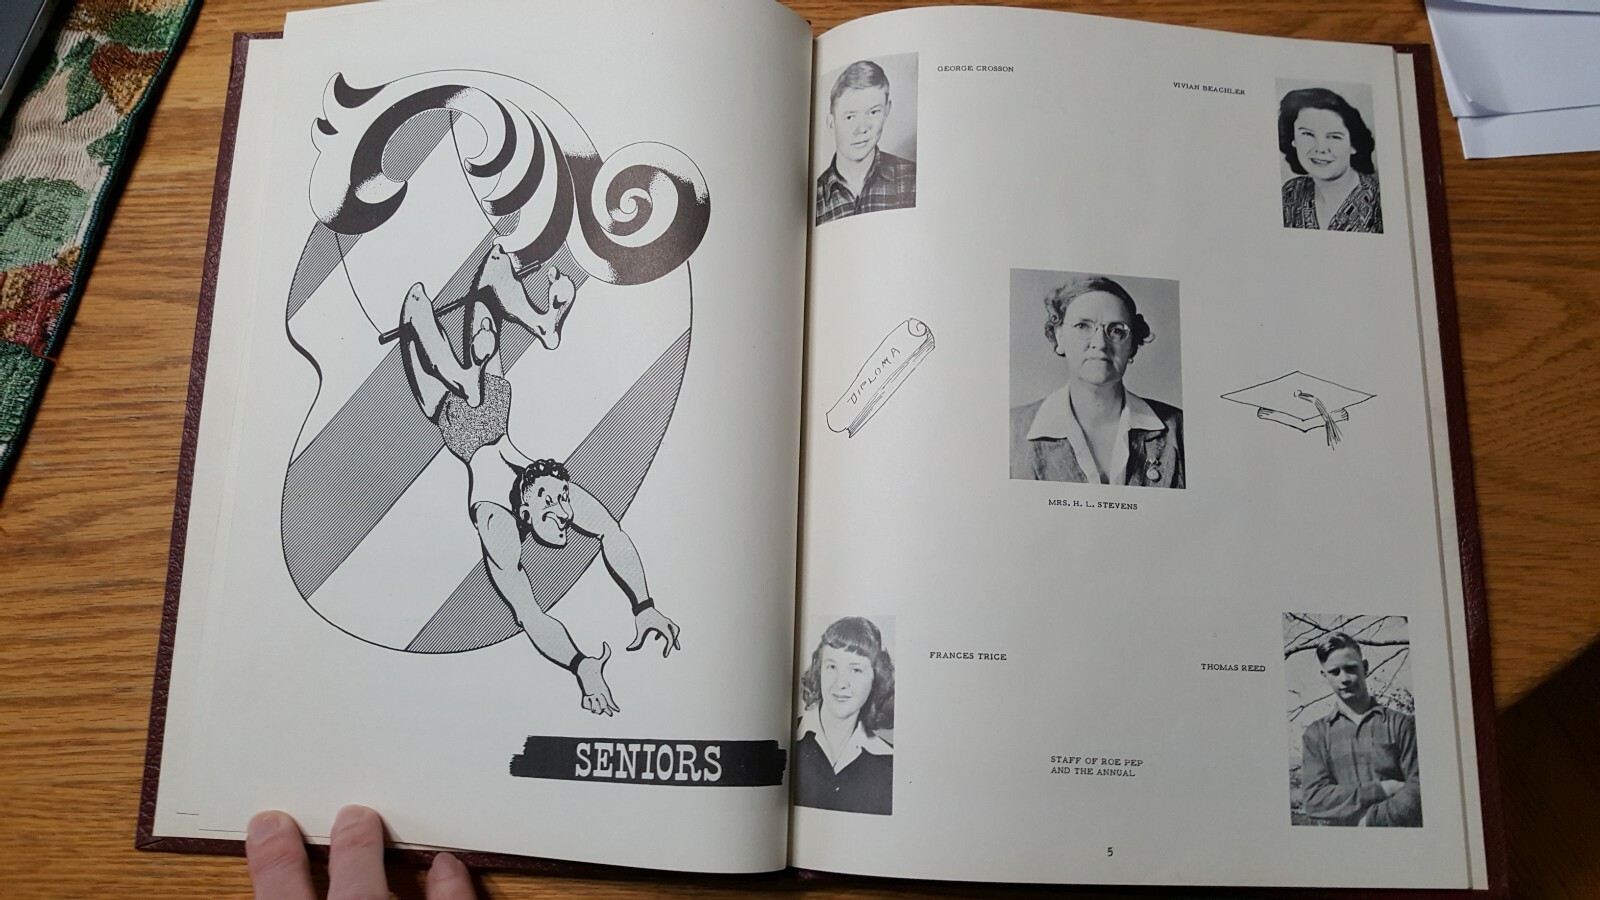 SENIORS
GEORGE CROSSON
VIVIAN BEACHLER
DIPLOMA
MRS. H. L. STEVENS
FRANCES TRICE
THOMAS REED
STAFF OF ROE PEP
AND THE ANNUAL
5